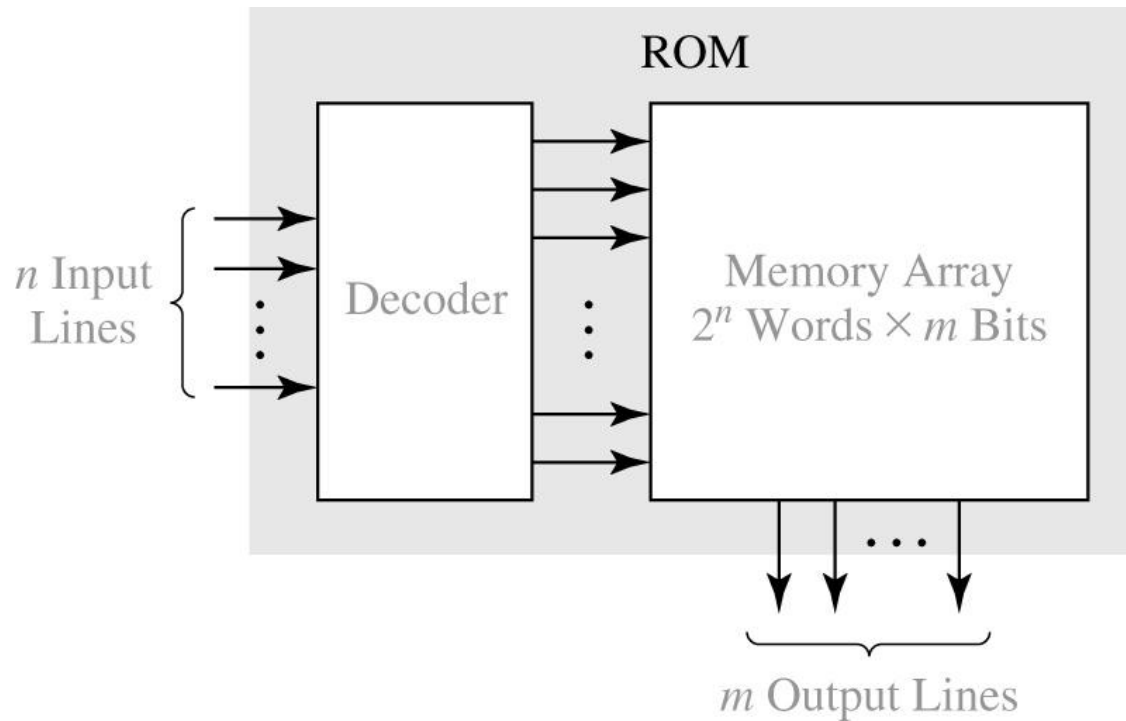 ROM
n Input
Lines
Decoder
Memory Array
2ⁿ Words × m Bits
m Output Lines